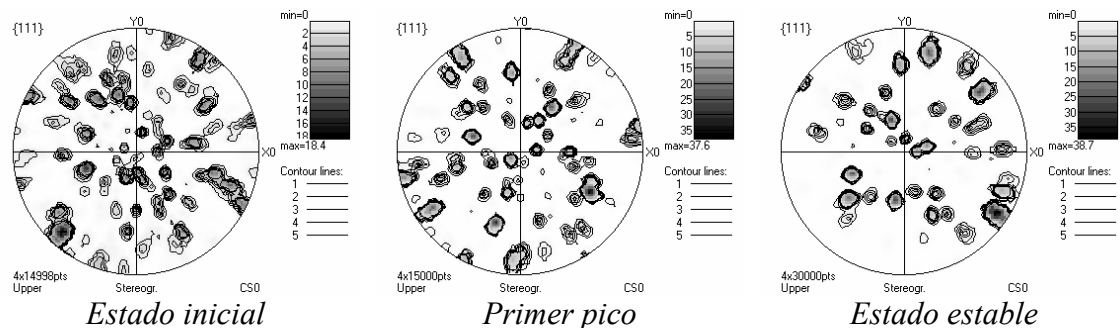 {111}
Y0
X0
min=0
2
4
6
8
10
12
14
16
18
max=18.4
Contour lines:
1
2
3
4
5
4x14998pts
Upper Stereogr. CS0
Estado inicial
{111}
Y0
X0
min=0
5
10
15
20
25
30
35
max=37.6
Contour lines:
1
2
3
4
5
4x15000pts
Upper Stereogr. CS0
Primer pico
{111}
Y0
X0
min=0
5
10
15
20
25
30
35
max=38.7
Contour lines:
1
2
3
4
5
4x30000pts
Upper Stereogr. CS0
Estado estable